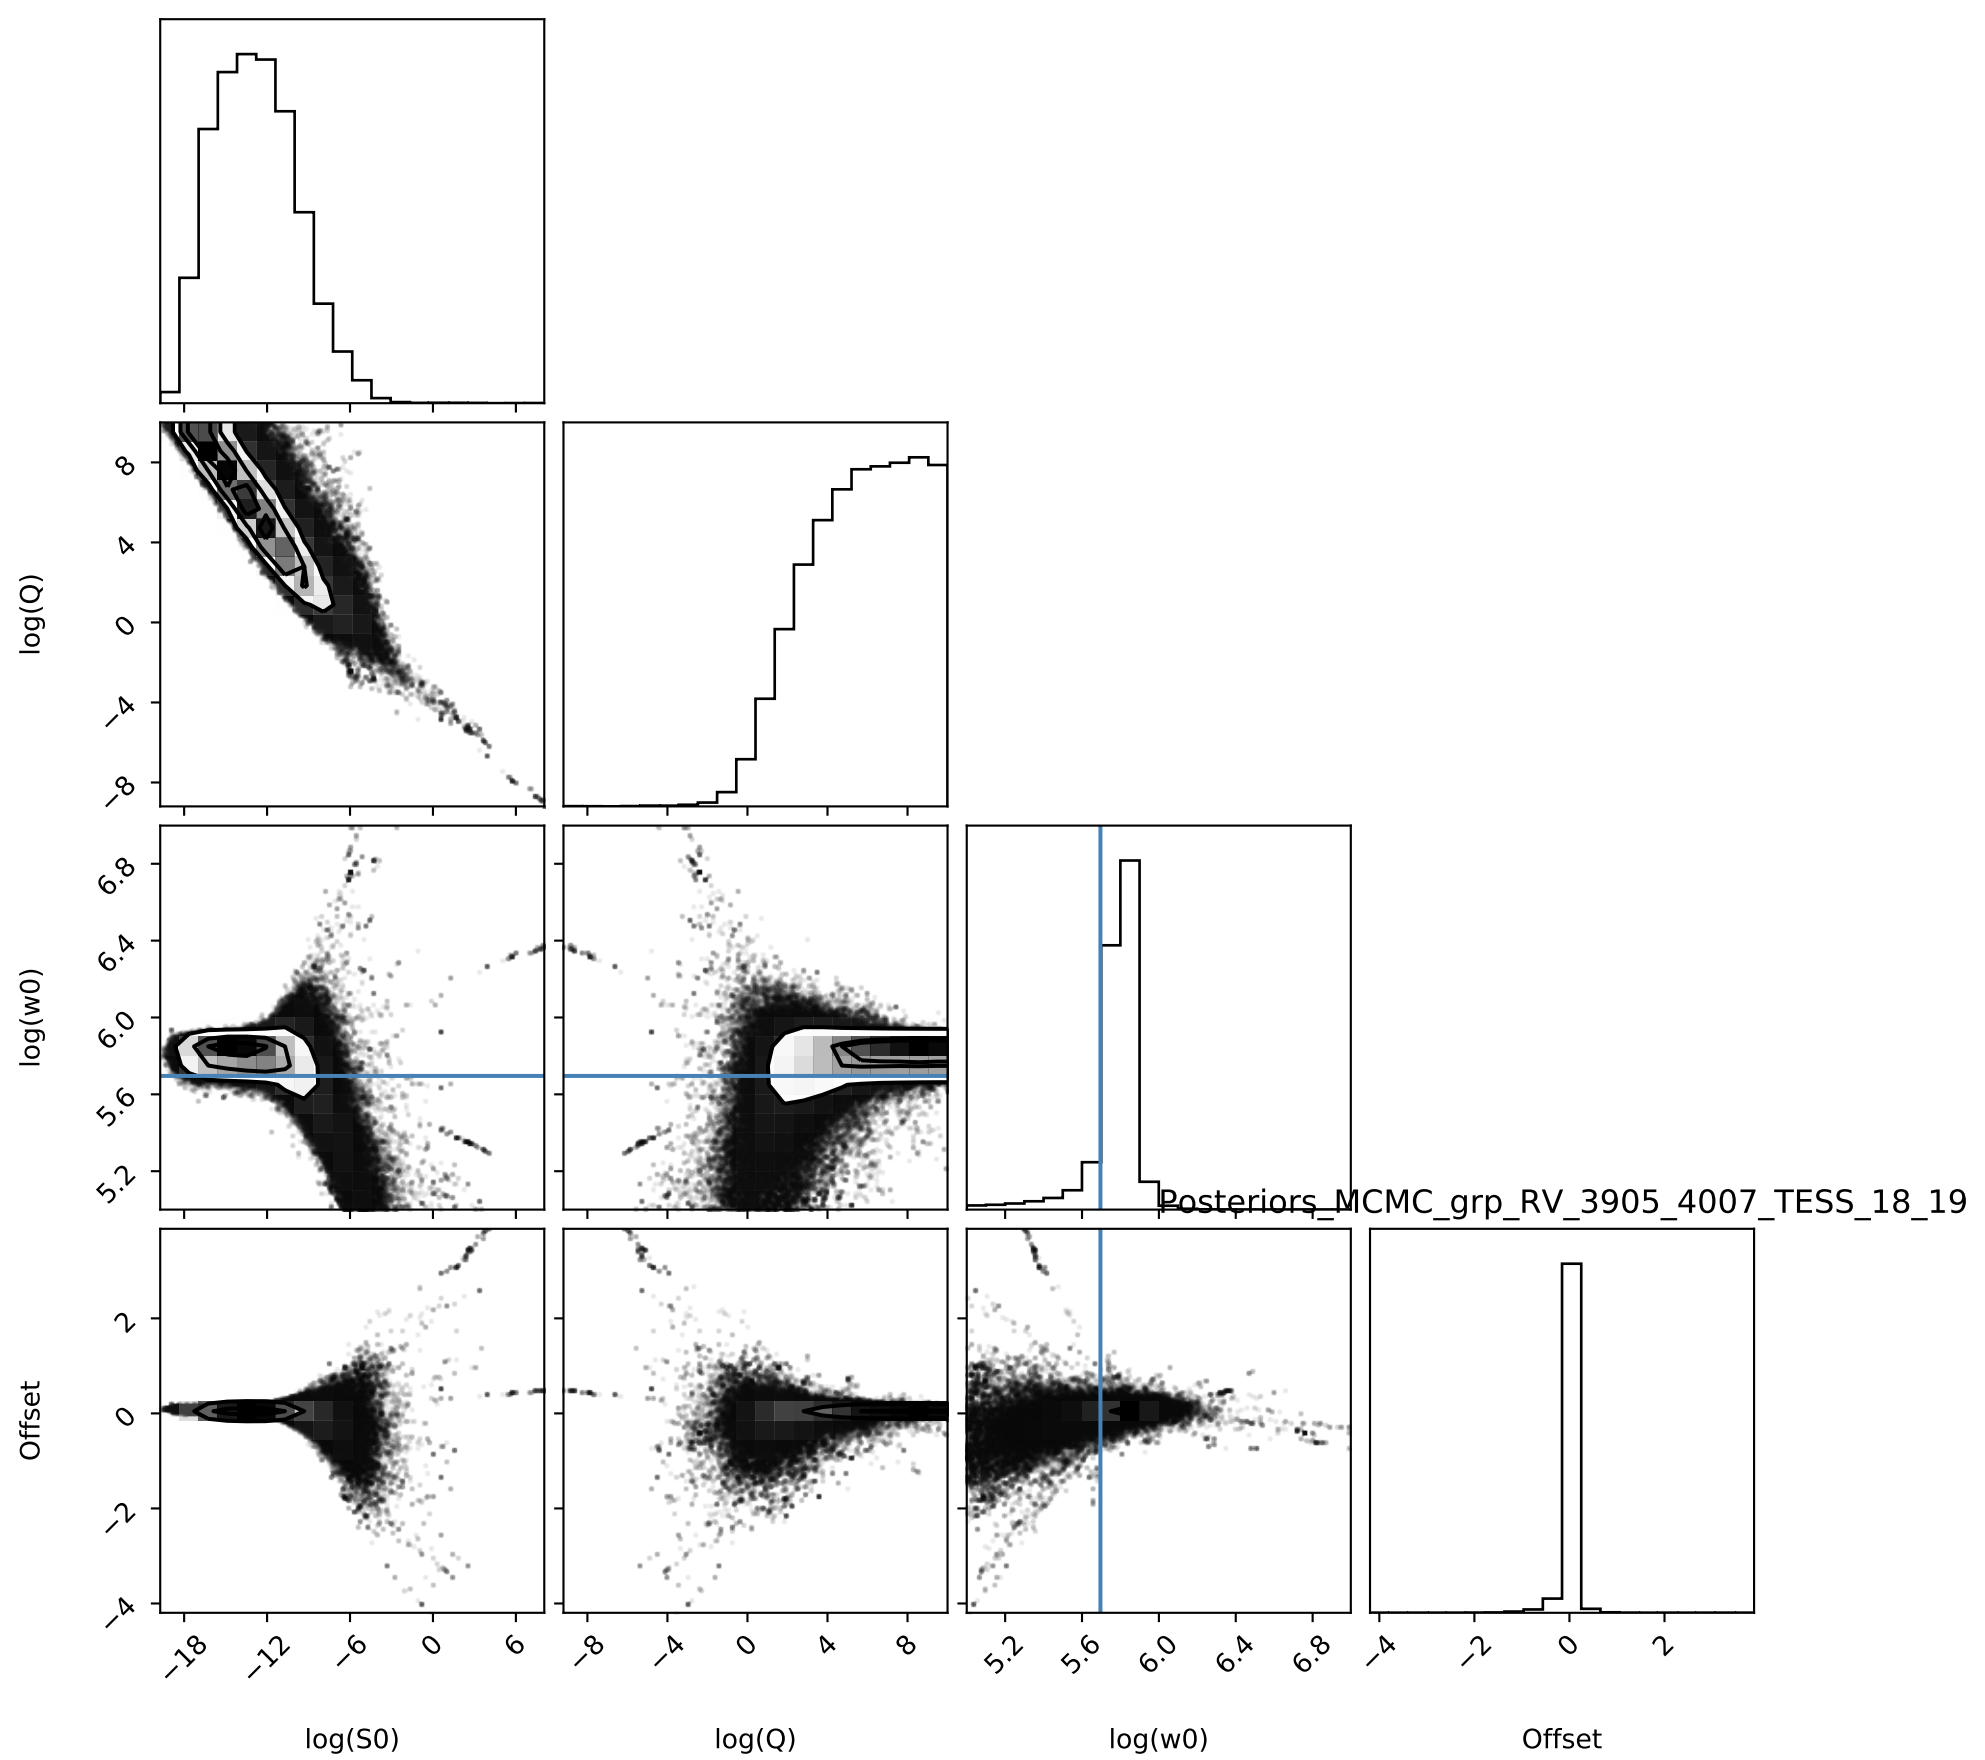 8
4
0
−4
−8
log(Q)
6.8
6.4
6.0
5.6
5.2
log(w0)
Posteriors_MCMC_grp_RV_3905_4007_TESS_18_19
2
0
−2
−4
Offset
−18 −12 −6 0 6 −8 −4 0 4 8 5.2 5.6 6.0 6.4 6.8 −4 −2 0 2
log(S0) log(Q) log(w0) Offset